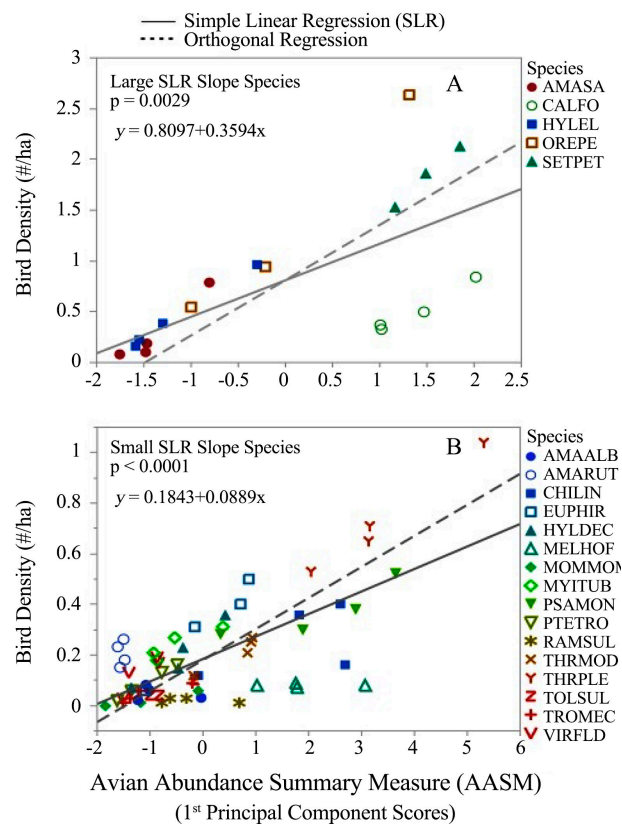 Simple Linear Regression (SLR)
Orthogonal Regression
3
2.5
2
1.5
1
0.5
0
Bird Density (#/ha)
Large SLR Slope Species
p = 0.0029
y = 0.8097+0.3594x
A
Species
AMASA
CALFO
HYLEL
OREPE
SETPET
-2 -1.5 -1 -0.5 0 0.5 1 1.5 2 2.5
1
0.8
0.6
0.4
0.2
0
Bird Density (#/ha)
Small SLR Slope Species
p < 0.0001
y = 0.1843+0.0889x
B
Species
AMAALB
AMARUT
CHILIN
EUPHIR
HYLDEC
MELHOF
MOMMOM
MYITUB
PSAMON
PTETRO
RAMSUL
THRMOD
THRPLE
TOLSUL
TROMEC
VIRFLD
-2 -1 0 1 2 3 4 5 6
Avian Abundance Summary Measure (AASM)
(1st Principal Component Scores)